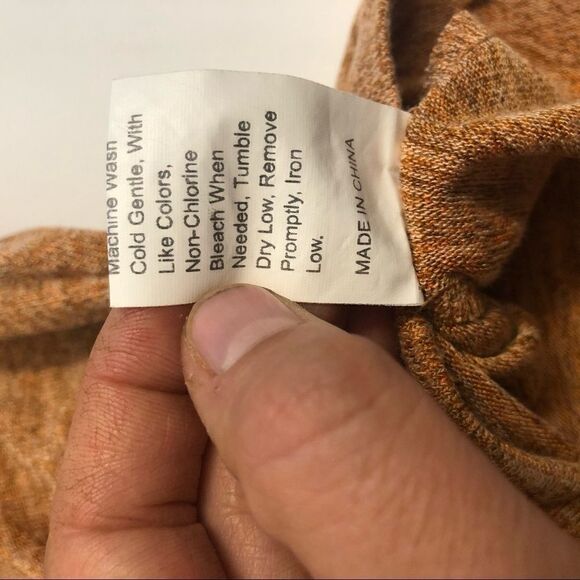 Machine Wash
Cold Gentle, With
Like Colors,
Non-Chlorine
Bleach When
Needed, Tumble
Dry Low, Remove
Promptly, Iron
Low.
MADE IN CHINA